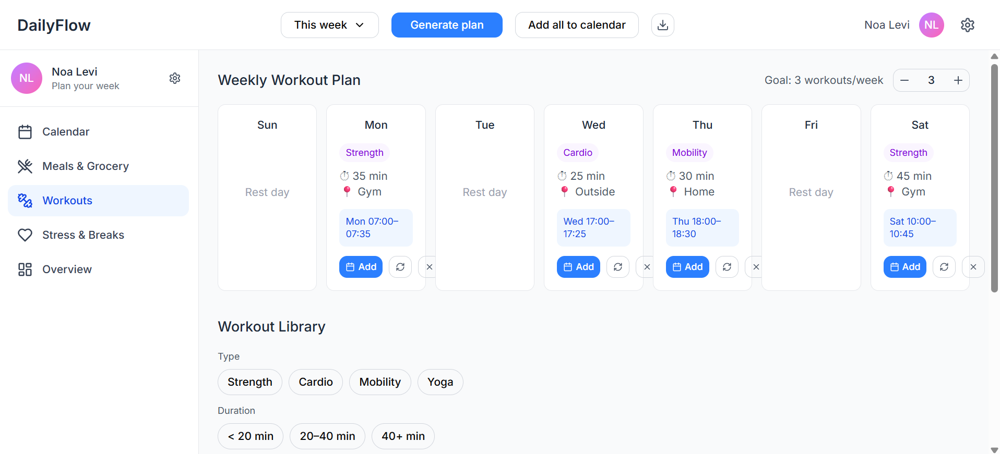 DailyFlow
This week
Generate plan
Add all to calendar
Noa Levi
NL
NL
Noa Levi
Plan your week
Calendar
Meals & Grocery
Workouts
Stress & Breaks
Overview
Weekly Workout Plan
Goal: 3 workouts/week
3
Sun
Rest day
Mon
Strength
35 min
Gym
Mon 07:00–
07:35
Add
Tue
Rest day
Wed
Cardio
25 min
Outside
Wed 17:00–
17:25
Add
Thu
Mobility
30 min
Home
Thu 18:00–
18:30
Add
Fri
Rest day
Sat
Strength
45 min
Gym
Sat 10:00–
10:45
Add
Workout Library
Type
Strength
Cardio
Mobility
Yoga
Duration
< 20 min
20–40 min
40+ min